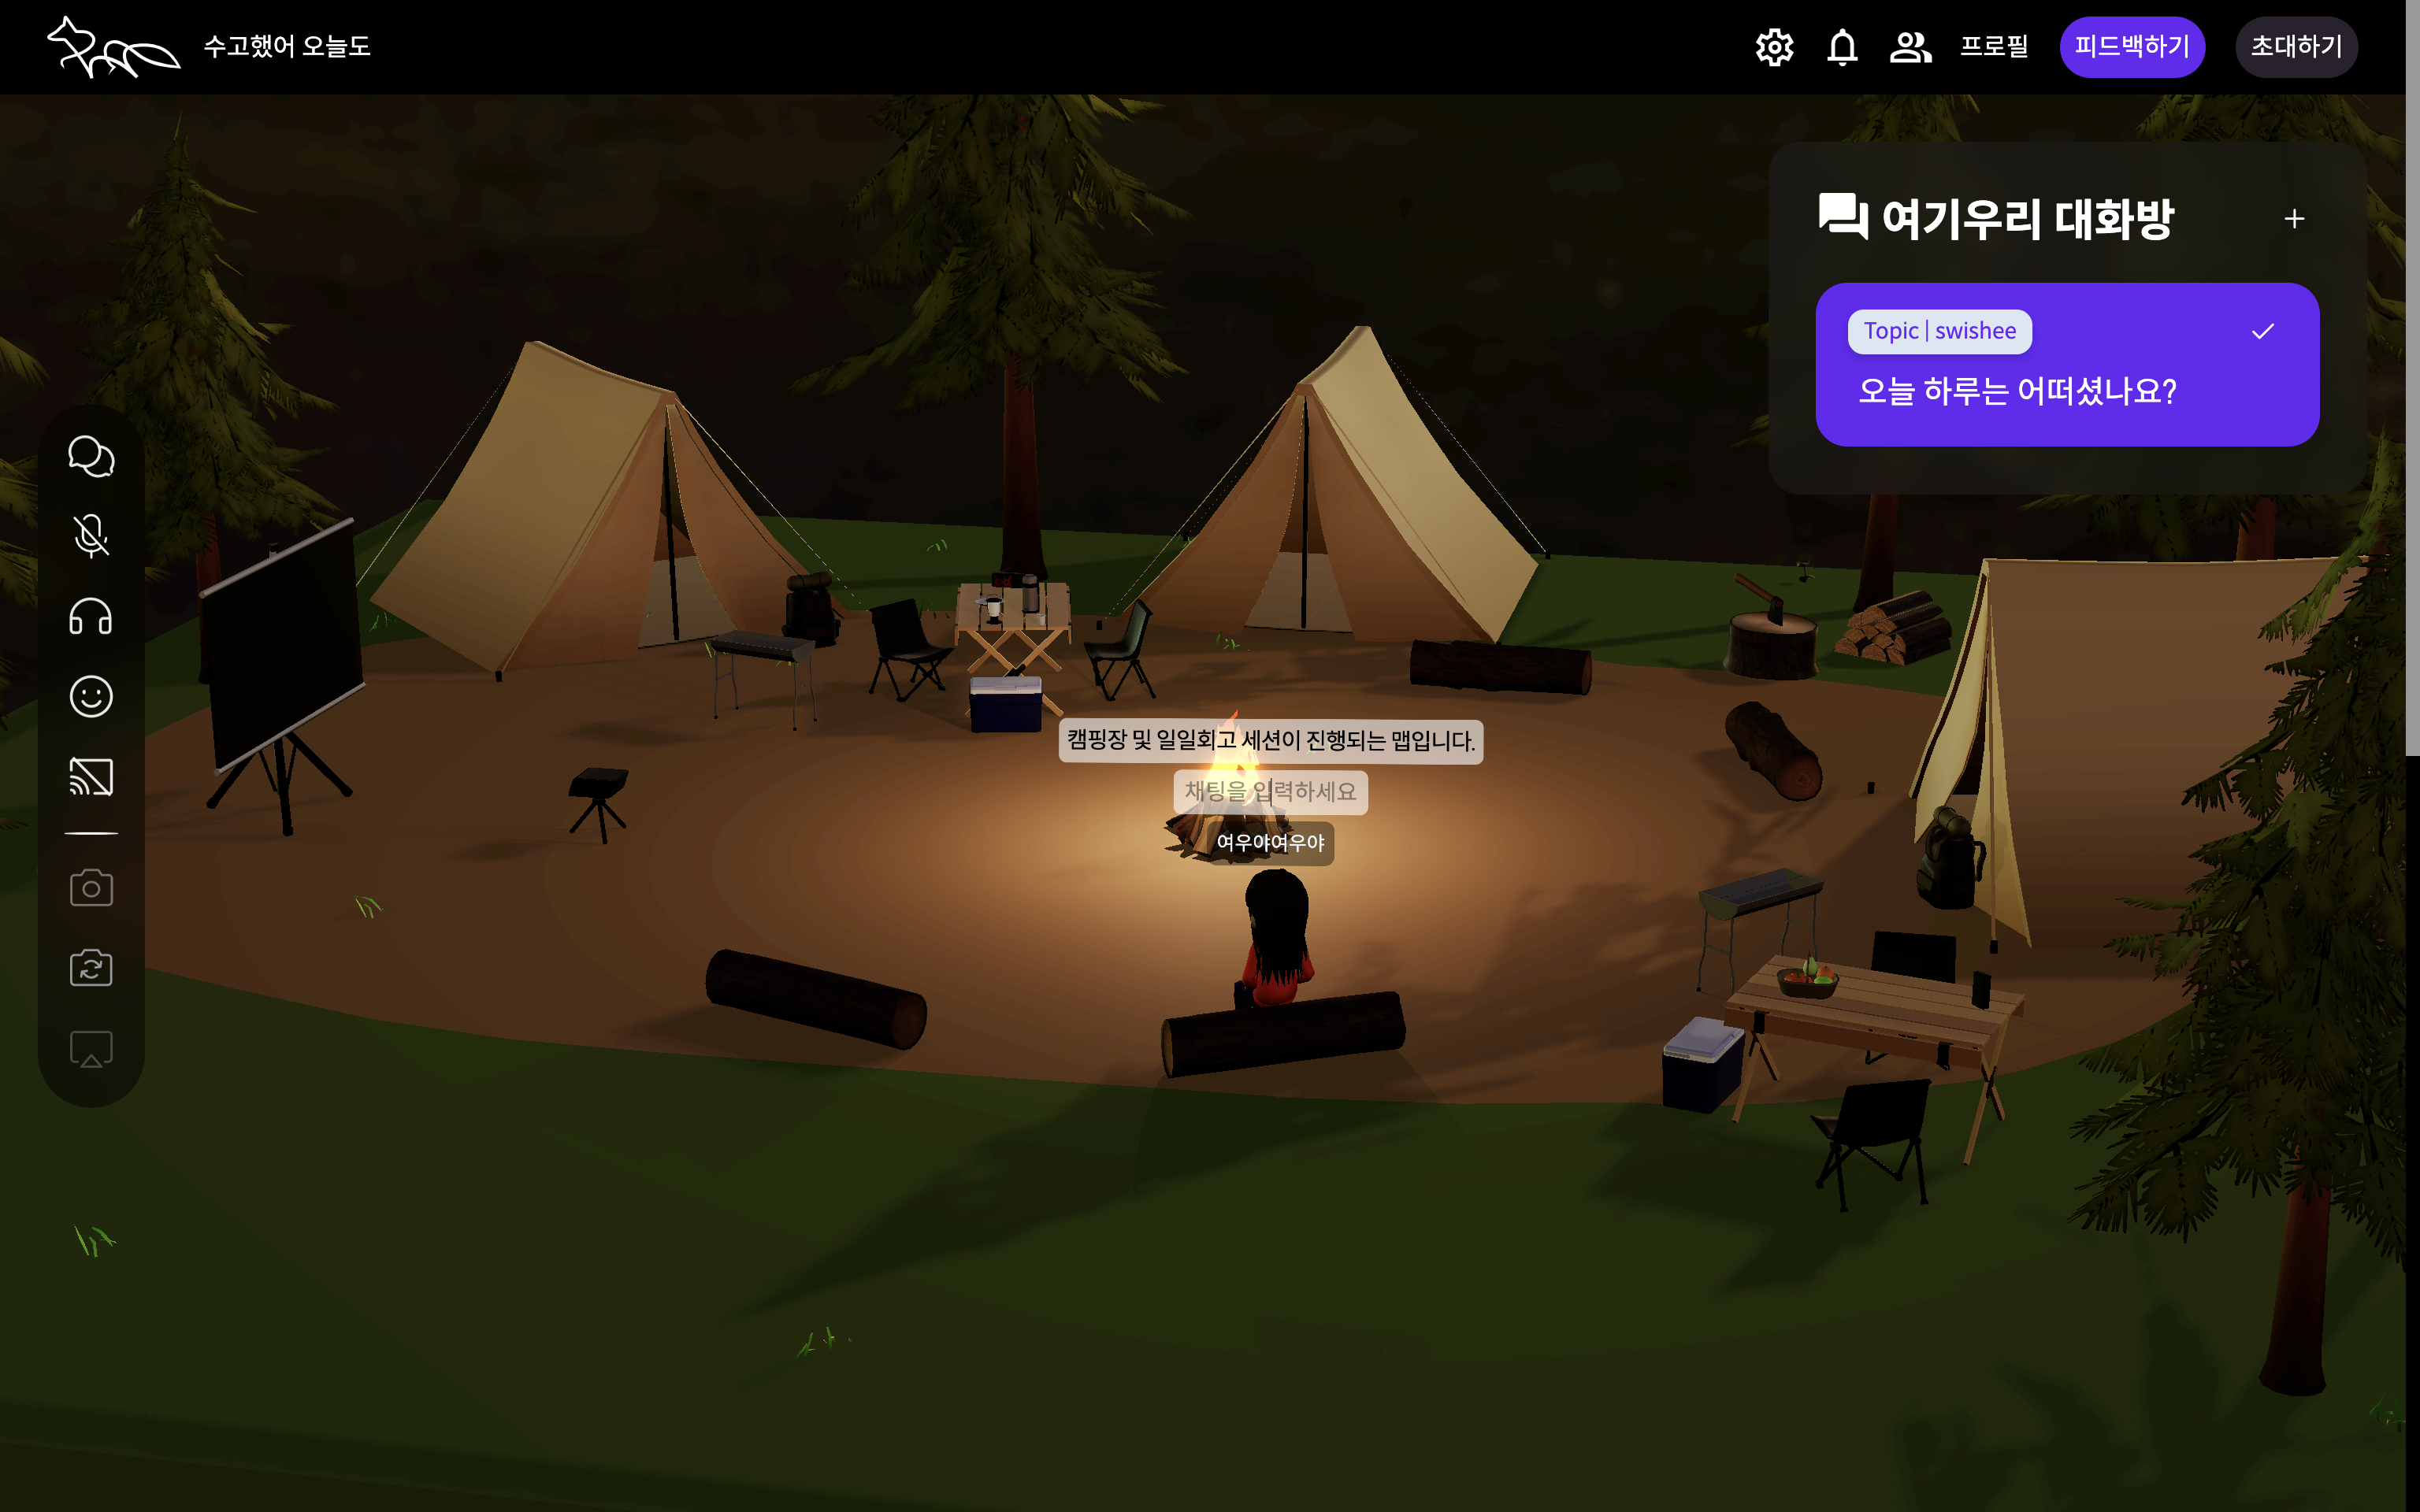 수고했어 오늘도
프로필
피드백하기
초대하기
여기우리 대화방
Topic | swishee
오늘 하루는 어떠셨나요?
캠핑장 및 일일회고 세션이 진행되는 맵입니다.
채팅을 입력하세요
여우야여우야